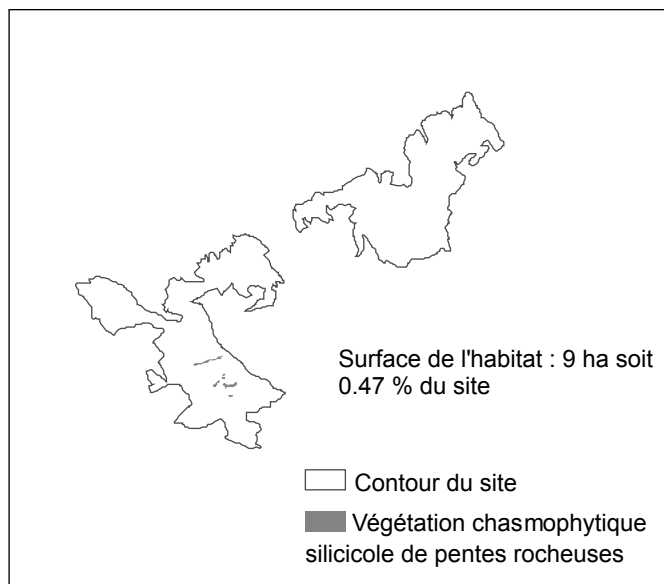 Surface de l'habitat : 9 ha soit
0.47 % du site
Contour du site
Végétation chasmophytique
silicicole de pentes rocheuses